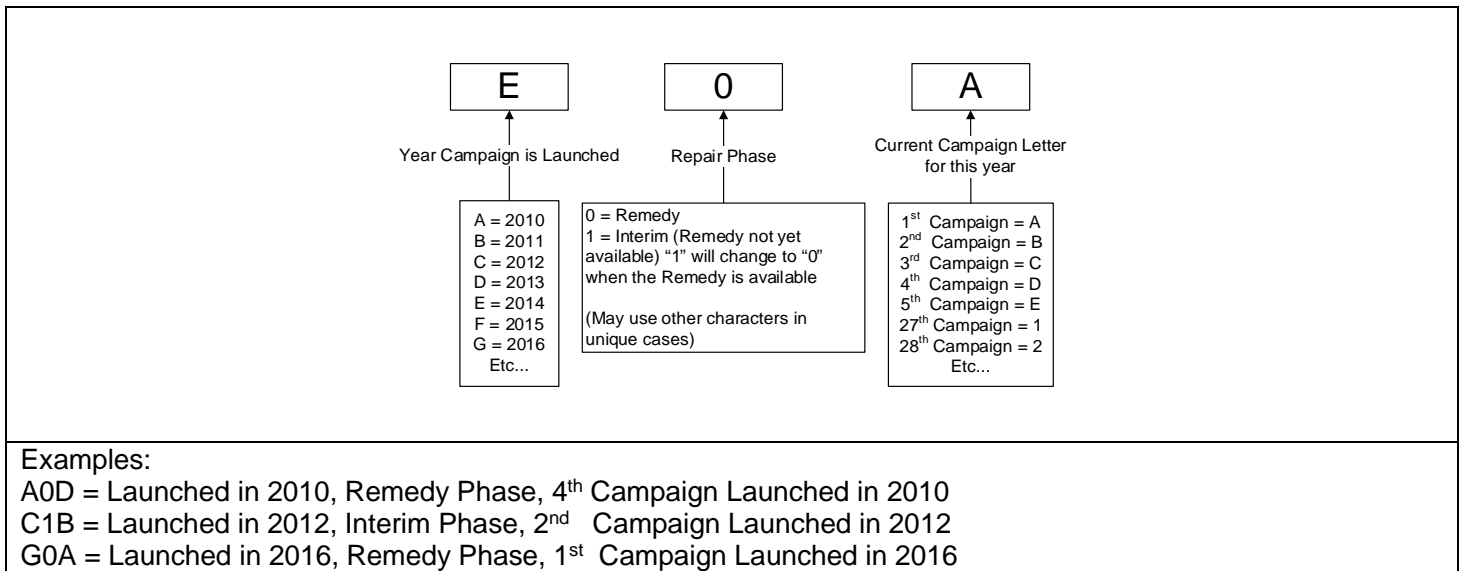 E
0
A
Year Campaign is Launched
Repair Phase
Current Campaign Letter
for this year
A = 2010
B = 2011
C = 2012
D = 2013
E = 2014
F = 2015
G = 2016
Etc...
0 = Remedy
1 = Interim (Remedy not yet
available) “1” will change to “0”
when the Remedy is available
(May use other characters in
unique cases)
1st Campaign = A
2nd Campaign = B
3rd Campaign = C
4th Campaign = D
5th Campaign = E
27th Campaign = 1
28th Campaign = 2
Etc...
Examples:
A0D = Launched in 2010, Remedy Phase, 4th Campaign Launched in 2010
C1B = Launched in 2012, Interim Phase, 2nd Campaign Launched in 2012
G0A = Launched in 2016, Remedy Phase, 1st Campaign Launched in 2016